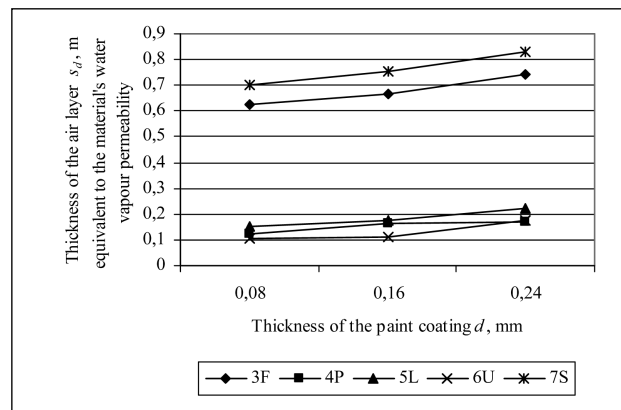 Thickness of the air layer s_d, m
equivalent to the material's water
vapour permeability
0,9
0,8
0,7
0,6
0,5
0,4
0,3
0,2
0,1
0
0,08 0,16 0,24
Thickness of the paint coating d, mm
3F 4P 5L 6U 7S